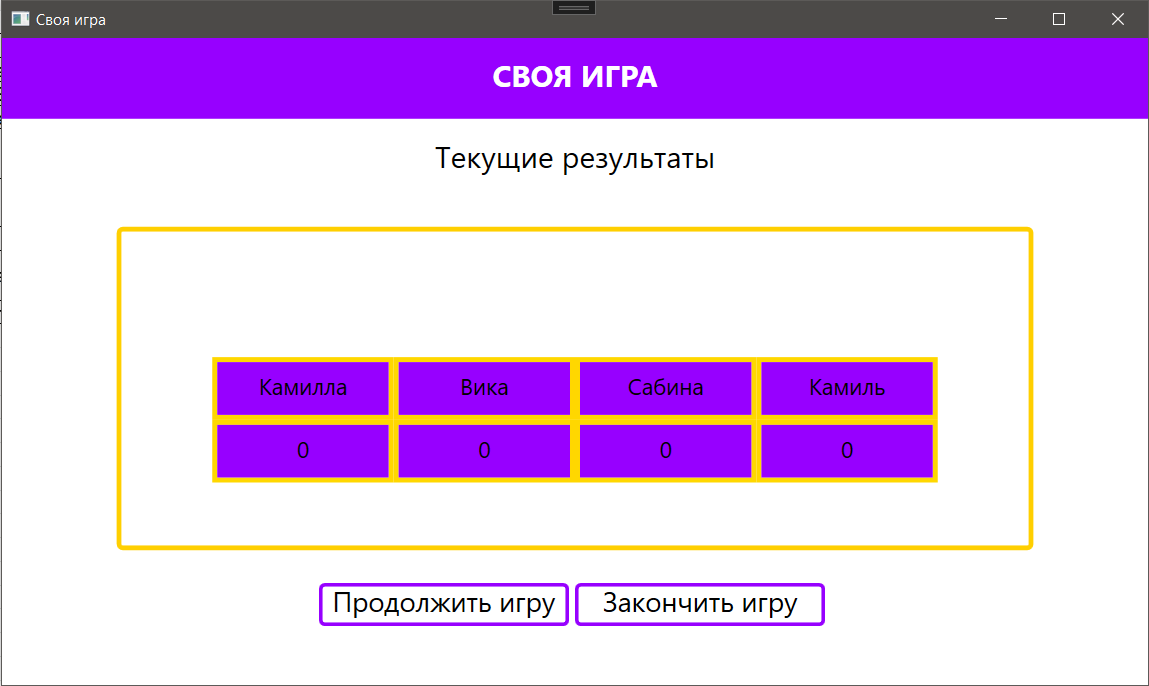 Своя игра
СВОЯ ИГРА
Текущие результаты
Камилла Вика Сабина Камиль
0 0 0 0
Продолжить игру Закончить игру